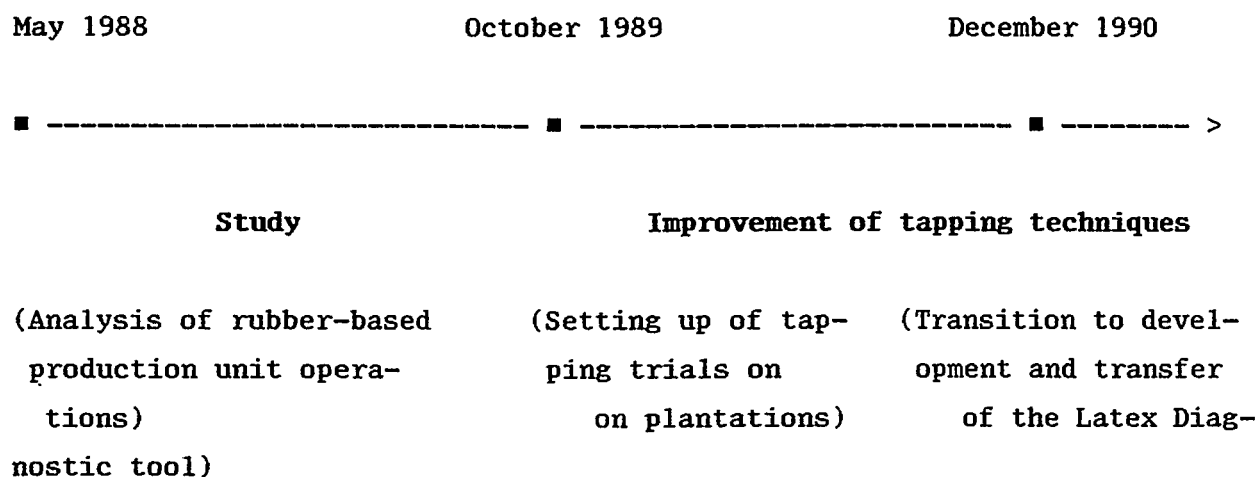 May 1988 October 1989 December 1990
■ ----------------------------- ■ -------------------------- ■ -------- >
Study Improvement of tapping techniques
(Analysis of rubber-based (Setting up of tap- (Transition to devel-
production unit opera- ping trials on opment and transfer
tions) on plantations) of the Latex Diag-
nostic tool)